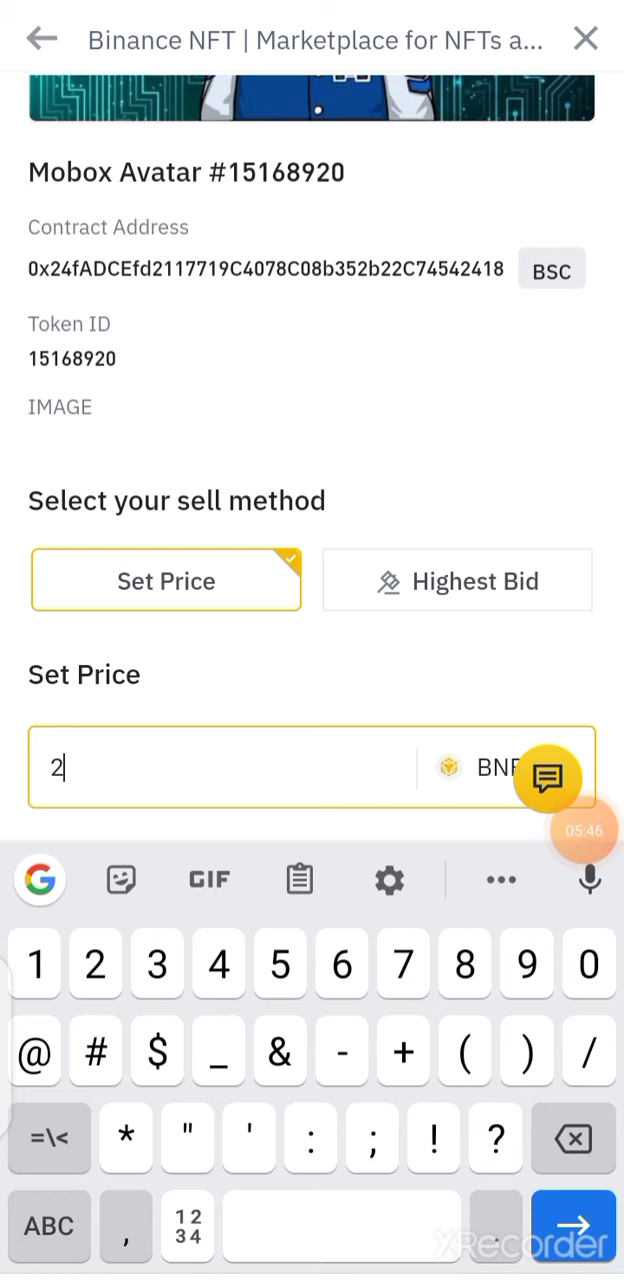 Binance NFT | Marketplace for NFTs a...
Mobox Avatar #15168920
Contract Address
0x24fADCEfd2117719C4078C08b352b22C74542418 BSC
Token ID
15168920
IMAGE
Select your sell method
Set Price
Highest Bid
Set Price
2
BNB
05:46
G GIF
1 2 3 4 5 6 7 8 9 0
@ # $ _ & - + ( ) /
=\< * " ' : ; ! ?
ABC , 12 .
34
XRecorder